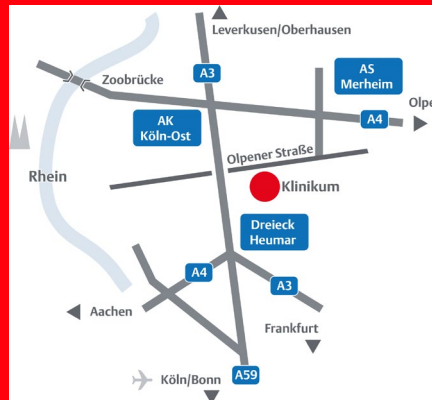 Leverkusen/Oberhausen
Zoobrücke
A3
AS
Merheim
AK
Köln-Ost
A4
Olpe
Olpener Straße
Rhein
Klinikum
Dreieck
Heumar
A4
A3
Aachen
Frankfurt
Köln/Bonn
A59